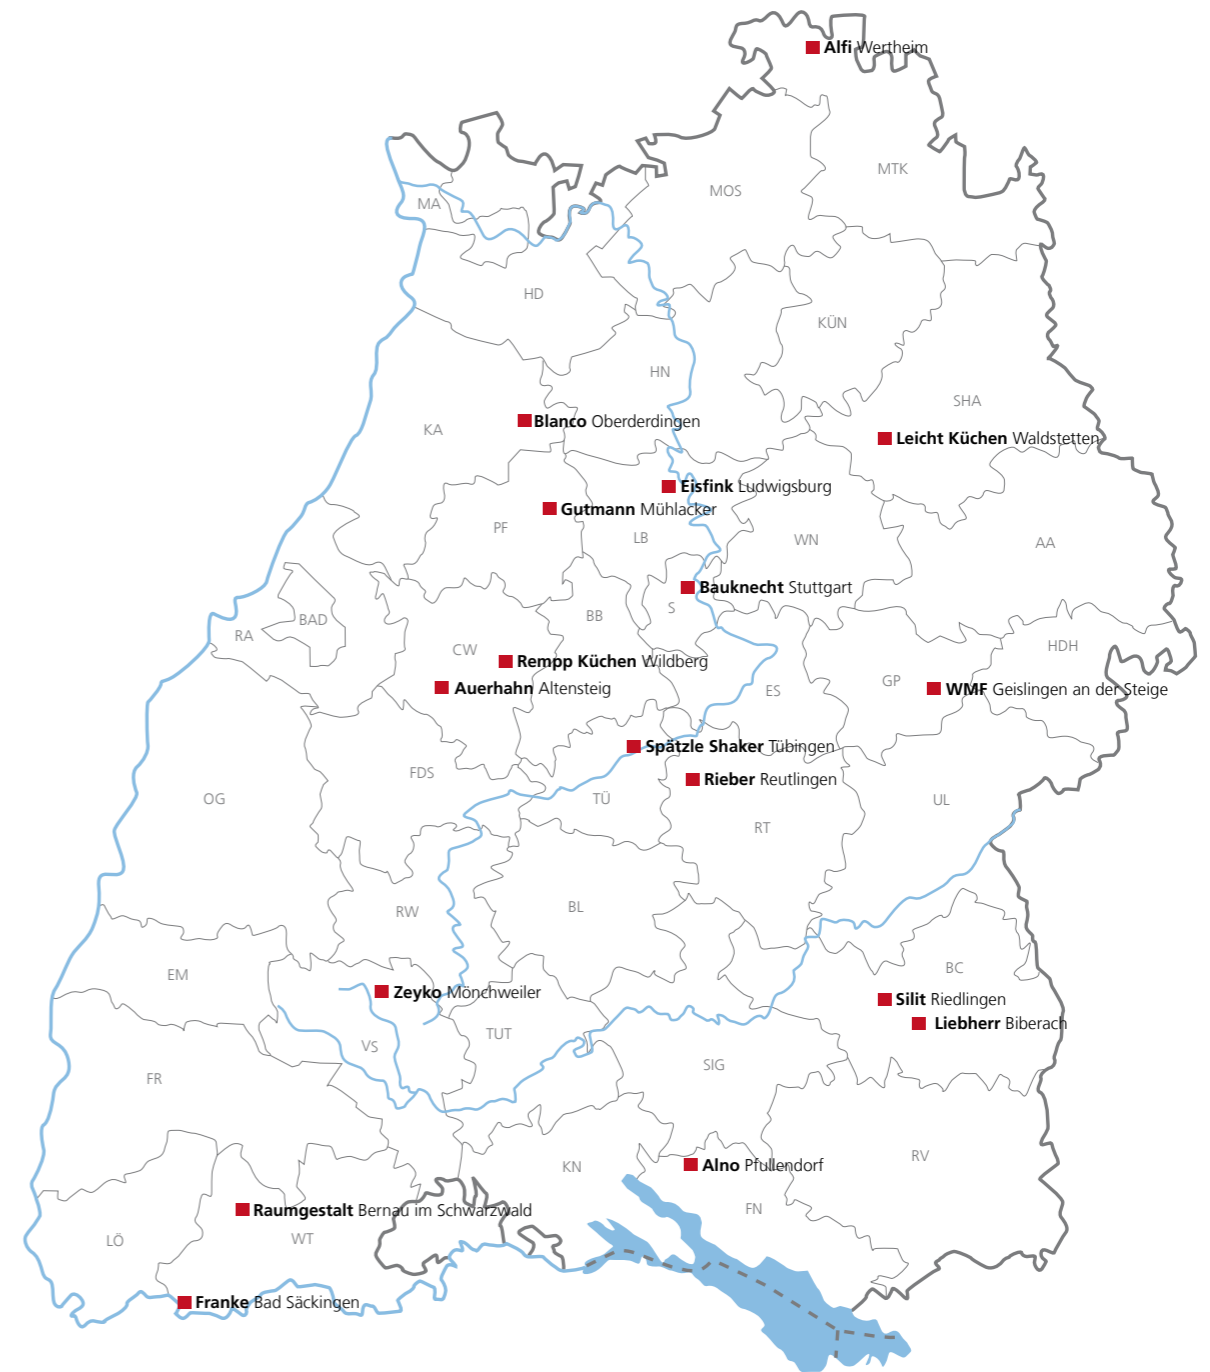 Alfi Wertheim
MTK
MOS
MA
HD
KÜN
HN
SHA
Blanco Oberderdingen
KA
Leicht Küchen Waldstetten
Eisfink Ludwigsburg
Gutmann Mühlacker
PF
LB
WN
AA
Bauknecht Stuttgart
S
BB
BAD
RA
HDH
CW
Rempp Küchen Wildberg
GP
Auerhahn Altensteig
ES
WMF Geislingen an der Steige
Spätzle Shaker Tübingen
FDS
Rieber Reutlingen
OG
TÜ
UL
RT
BL
RW
BC
EM
Zeyko Mönchweiler
Silit Riedlingen
Liebherr Biberach
TUT
VS
SIG
FR
RV
Alno Pfullendorf
KN
FN
Raumgestalt Bernau im Schwarzwald
WT
LÖ
Franke Bad Säckingen